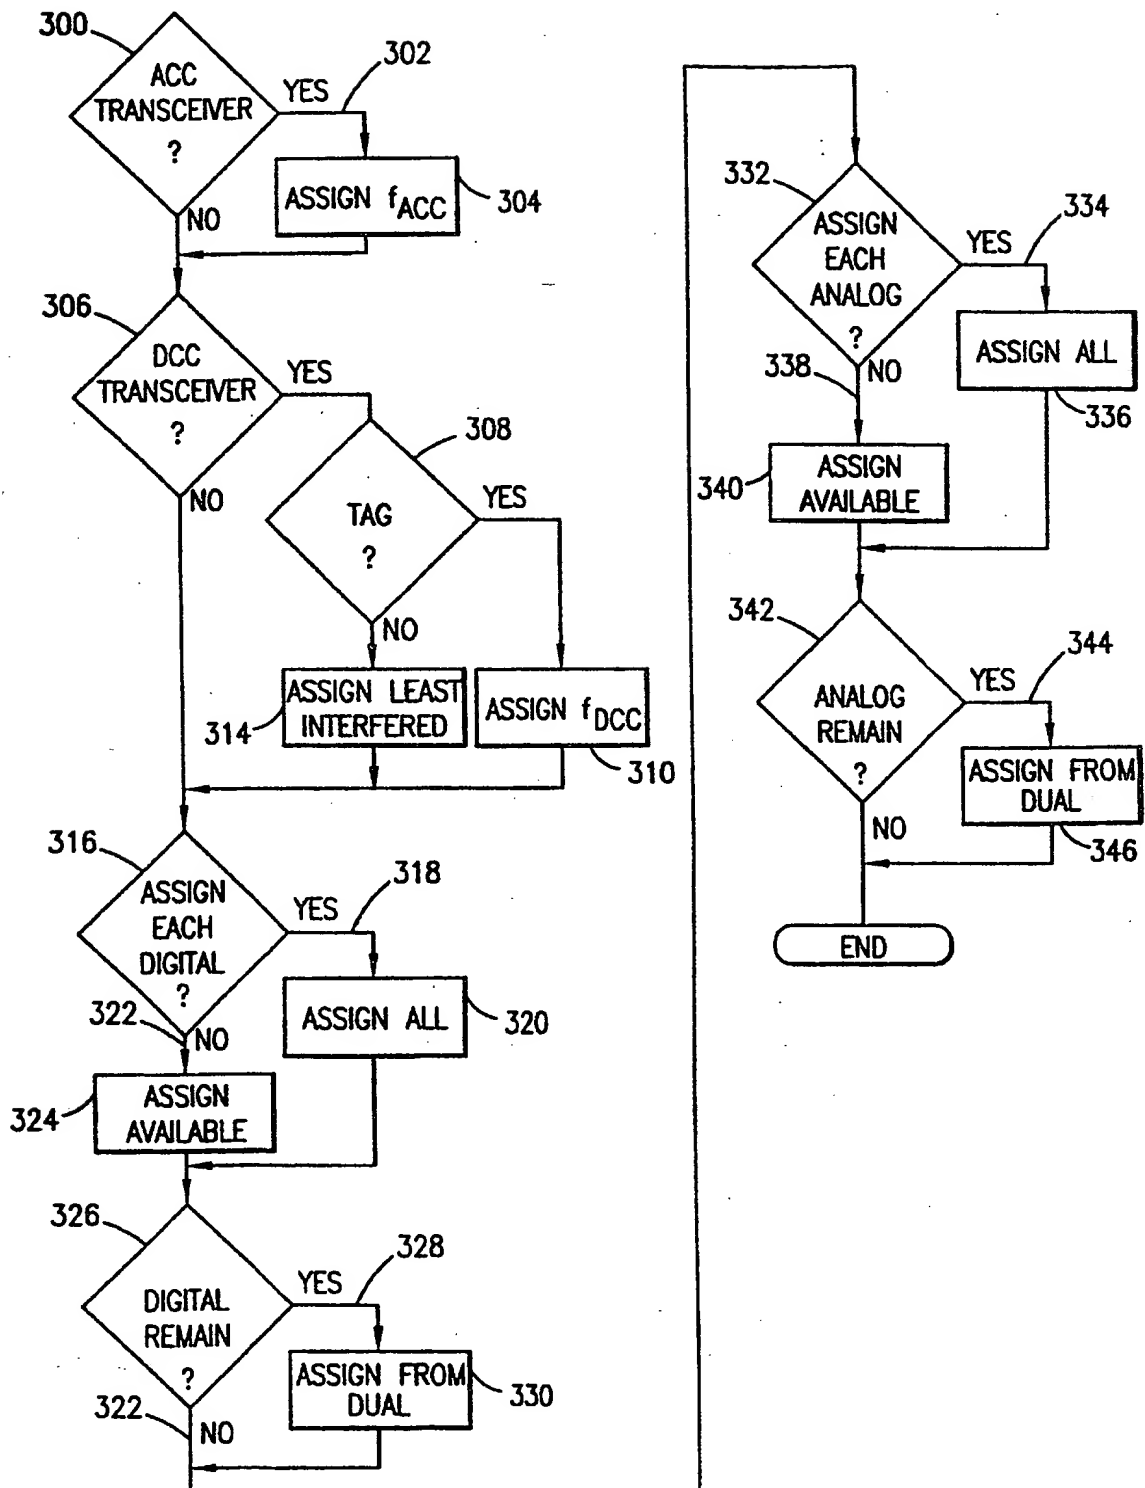 300
ACC
TRANSCEIVER
?
YES
302
ASSIGN fACC
304
NO
306
DCC
TRANSCEIVER
?
YES
NO
308
TAG
?
YES
NO
ASSIGN LEAST
INTERFERED
314
ASSIGN fDCC
310
316
ASSIGN
EACH
DIGITAL
?
YES
318
ASSIGN ALL
320
322
NO
ASSIGN
AVAILABLE
324
326
DIGITAL
REMAIN
?
YES
328
ASSIGN FROM
DUAL
330
322
NO
332
ASSIGN
EACH
ANALOG
?
YES
334
ASSIGN ALL
336
338
NO
ASSIGN
AVAILABLE
340
342
ANALOG
REMAIN
?
YES
344
ASSIGN FROM
DUAL
346
NO
END